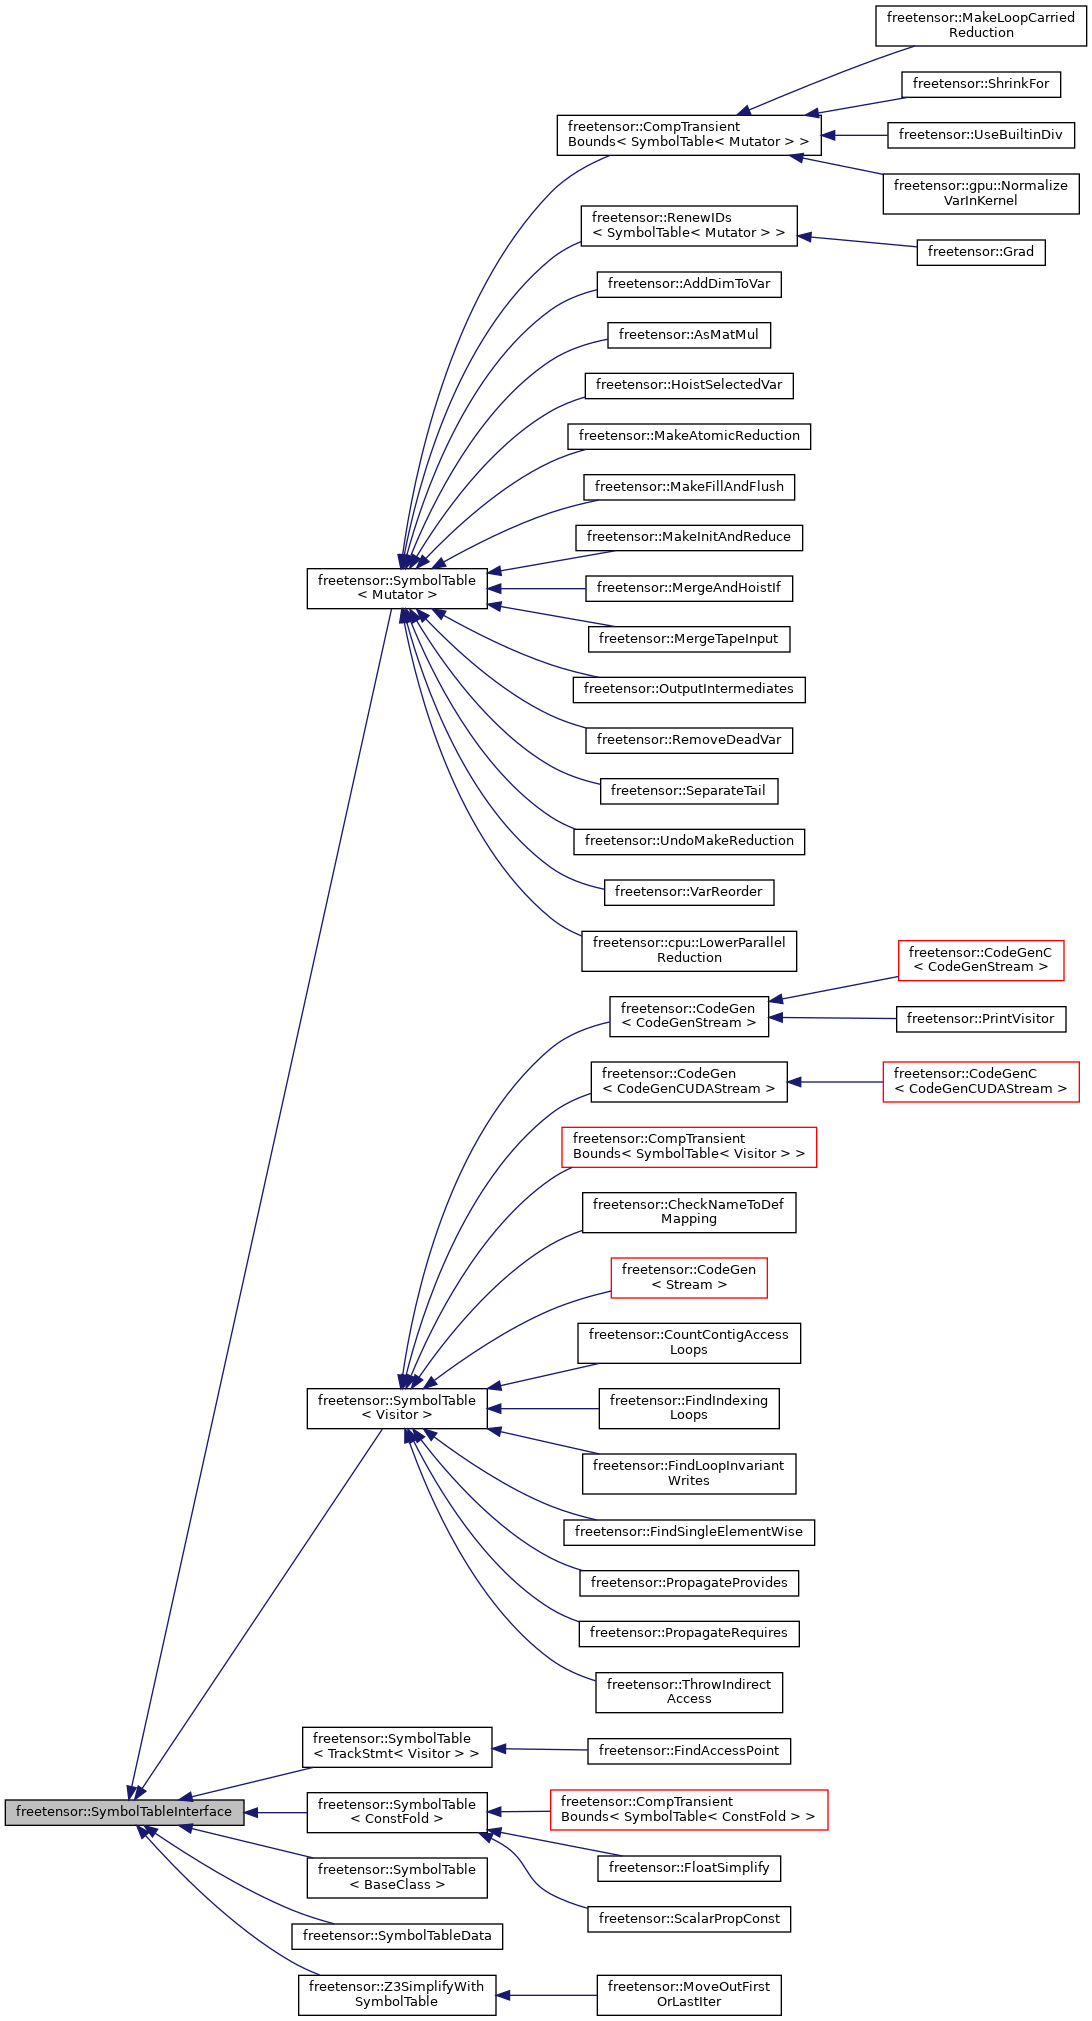 freetensor::MakeLoopCarried
Reduction
freetensor::ShrinkFor
freetensor::CompTransient
Bounds< SymbolTable< Mutator > >
freetensor::UseBuiltinDiv
freetensor::gpu::Normalize
VarInKernel
freetensor::RenewIDs
< SymbolTable< Mutator > >
freetensor::Grad
freetensor::AddDimToVar
freetensor::AsMatMul
freetensor::HoistSelectedVar
freetensor::MakeAtomicReduction
freetensor::MakeFillAndFlush
freetensor::MakeInitAndReduce
freetensor::SymbolTable
< Mutator >
freetensor::MergeAndHoistIf
freetensor::MergeTapeInput
freetensor::OutputIntermediates
freetensor::RemoveDeadVar
freetensor::SeparateTail
freetensor::UndoMakeReduction
freetensor::VarReorder
freetensor::cpu::LowerParallel
Reduction
freetensor::CodeGenC
< CodeGenStream >
freetensor::CodeGen
< CodeGenStream >
freetensor::PrintVisitor
freetensor::CodeGen
< CodeGenCUDAStream >
freetensor::CodeGenC
< CodeGenCUDAStream >
freetensor::CompTransient
Bounds< SymbolTable< Visitor > >
freetensor::CheckNameToDef
Mapping
freetensor::CodeGen
< Stream >
freetensor::CountContigAccess
Loops
freetensor::SymbolTable
< Visitor >
freetensor::FindIndexing
Loops
freetensor::FindLoopInvariant
Writes
freetensor::FindSingleElementWise
freetensor::PropagateProvides
freetensor::PropagateRequires
freetensor::ThrowIndirect
Access
freetensor::SymbolTable
< TrackStmt< Visitor > >
freetensor::FindAccessPoint
freetensor::SymbolTableInterface
freetensor::SymbolTable
< ConstFold >
freetensor::CompTransient
Bounds< SymbolTable< ConstFold > >
freetensor::FloatSimplify
freetensor::SymbolTable
< BaseClass >
freetensor::ScalarPropConst
freetensor::SymbolTableData
freetensor::Z3SimplifyWith
SymbolTable
freetensor::MoveOutFirst
OrLastIter